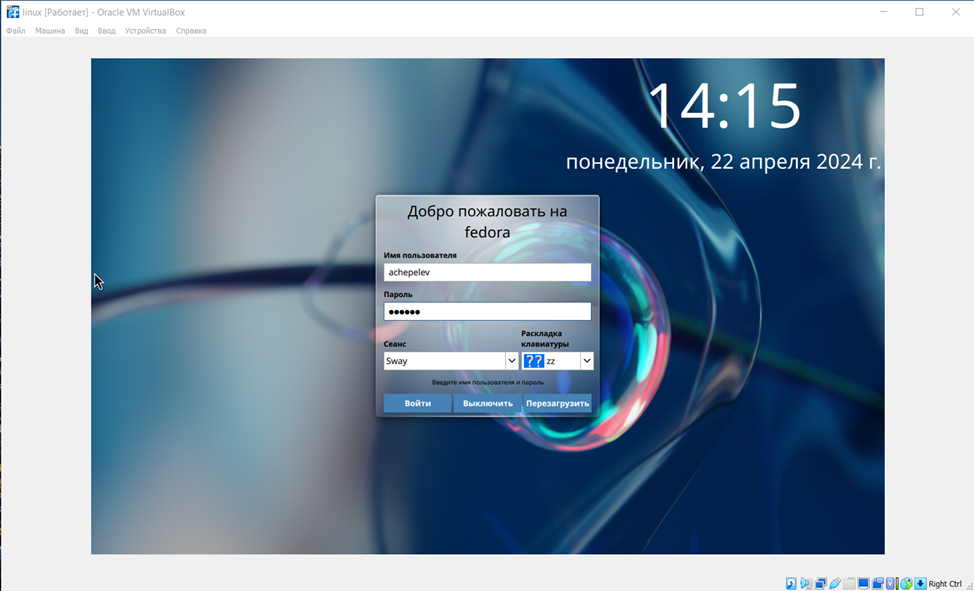 linux [Работает] - Oracle VM VirtualBox
Файл Машина Вид Ввод Устройства Справка
14:15
понедельник, 22 апреля 2024 г.
Добро пожаловать на
fedora
Имя пользователя
achepelev
Пароль
●●●●●●
Раскладка
Сеанс клавиатуры
Sway ?? zz
Введите имя пользователя и пароль
Войти Выключить Перезагрузить
Right Ctrl